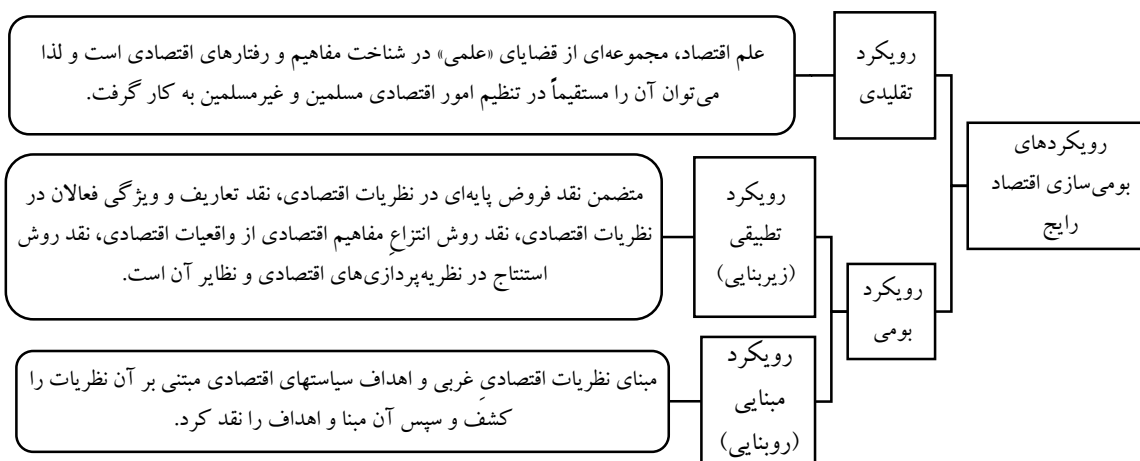 رویکردهای
بومی‌سازی اقتصاد
رایج
رویکرد
تقلیدی
علم اقتصاد، مجموعه‌ای از قضایای «علمی» در شناخت مفاهیم و رفتارهای اقتصادی است و لذا
می‌توان آن را مستقیماً در تنظیم امور اقتصادی مسلمین و غیرمسلمین به کار گرفت.
رویکرد
بومی
رویکرد
تطبیقی
(زیربنایی)
متضمن نقد فروض پایه‌ای در نظریات اقتصادی، نقد تعاریف و ویژگی فعالان در
نظریات اقتصادی، نقد روش انتزاعِ مفاهیم اقتصادی از واقعیات اقتصادی، نقد روش
استنتاج در نظریه‌پردازی‌های اقتصادی و نظایر آن است.
رویکرد
مبنایی
(روبنایی)
مبنای نظریات اقتصادیِ غربی و اهداف سیاستهای اقتصادی مبتنی بر آن نظریات را
کشف و سپس آن مبنا و اهداف را نقد کرد.